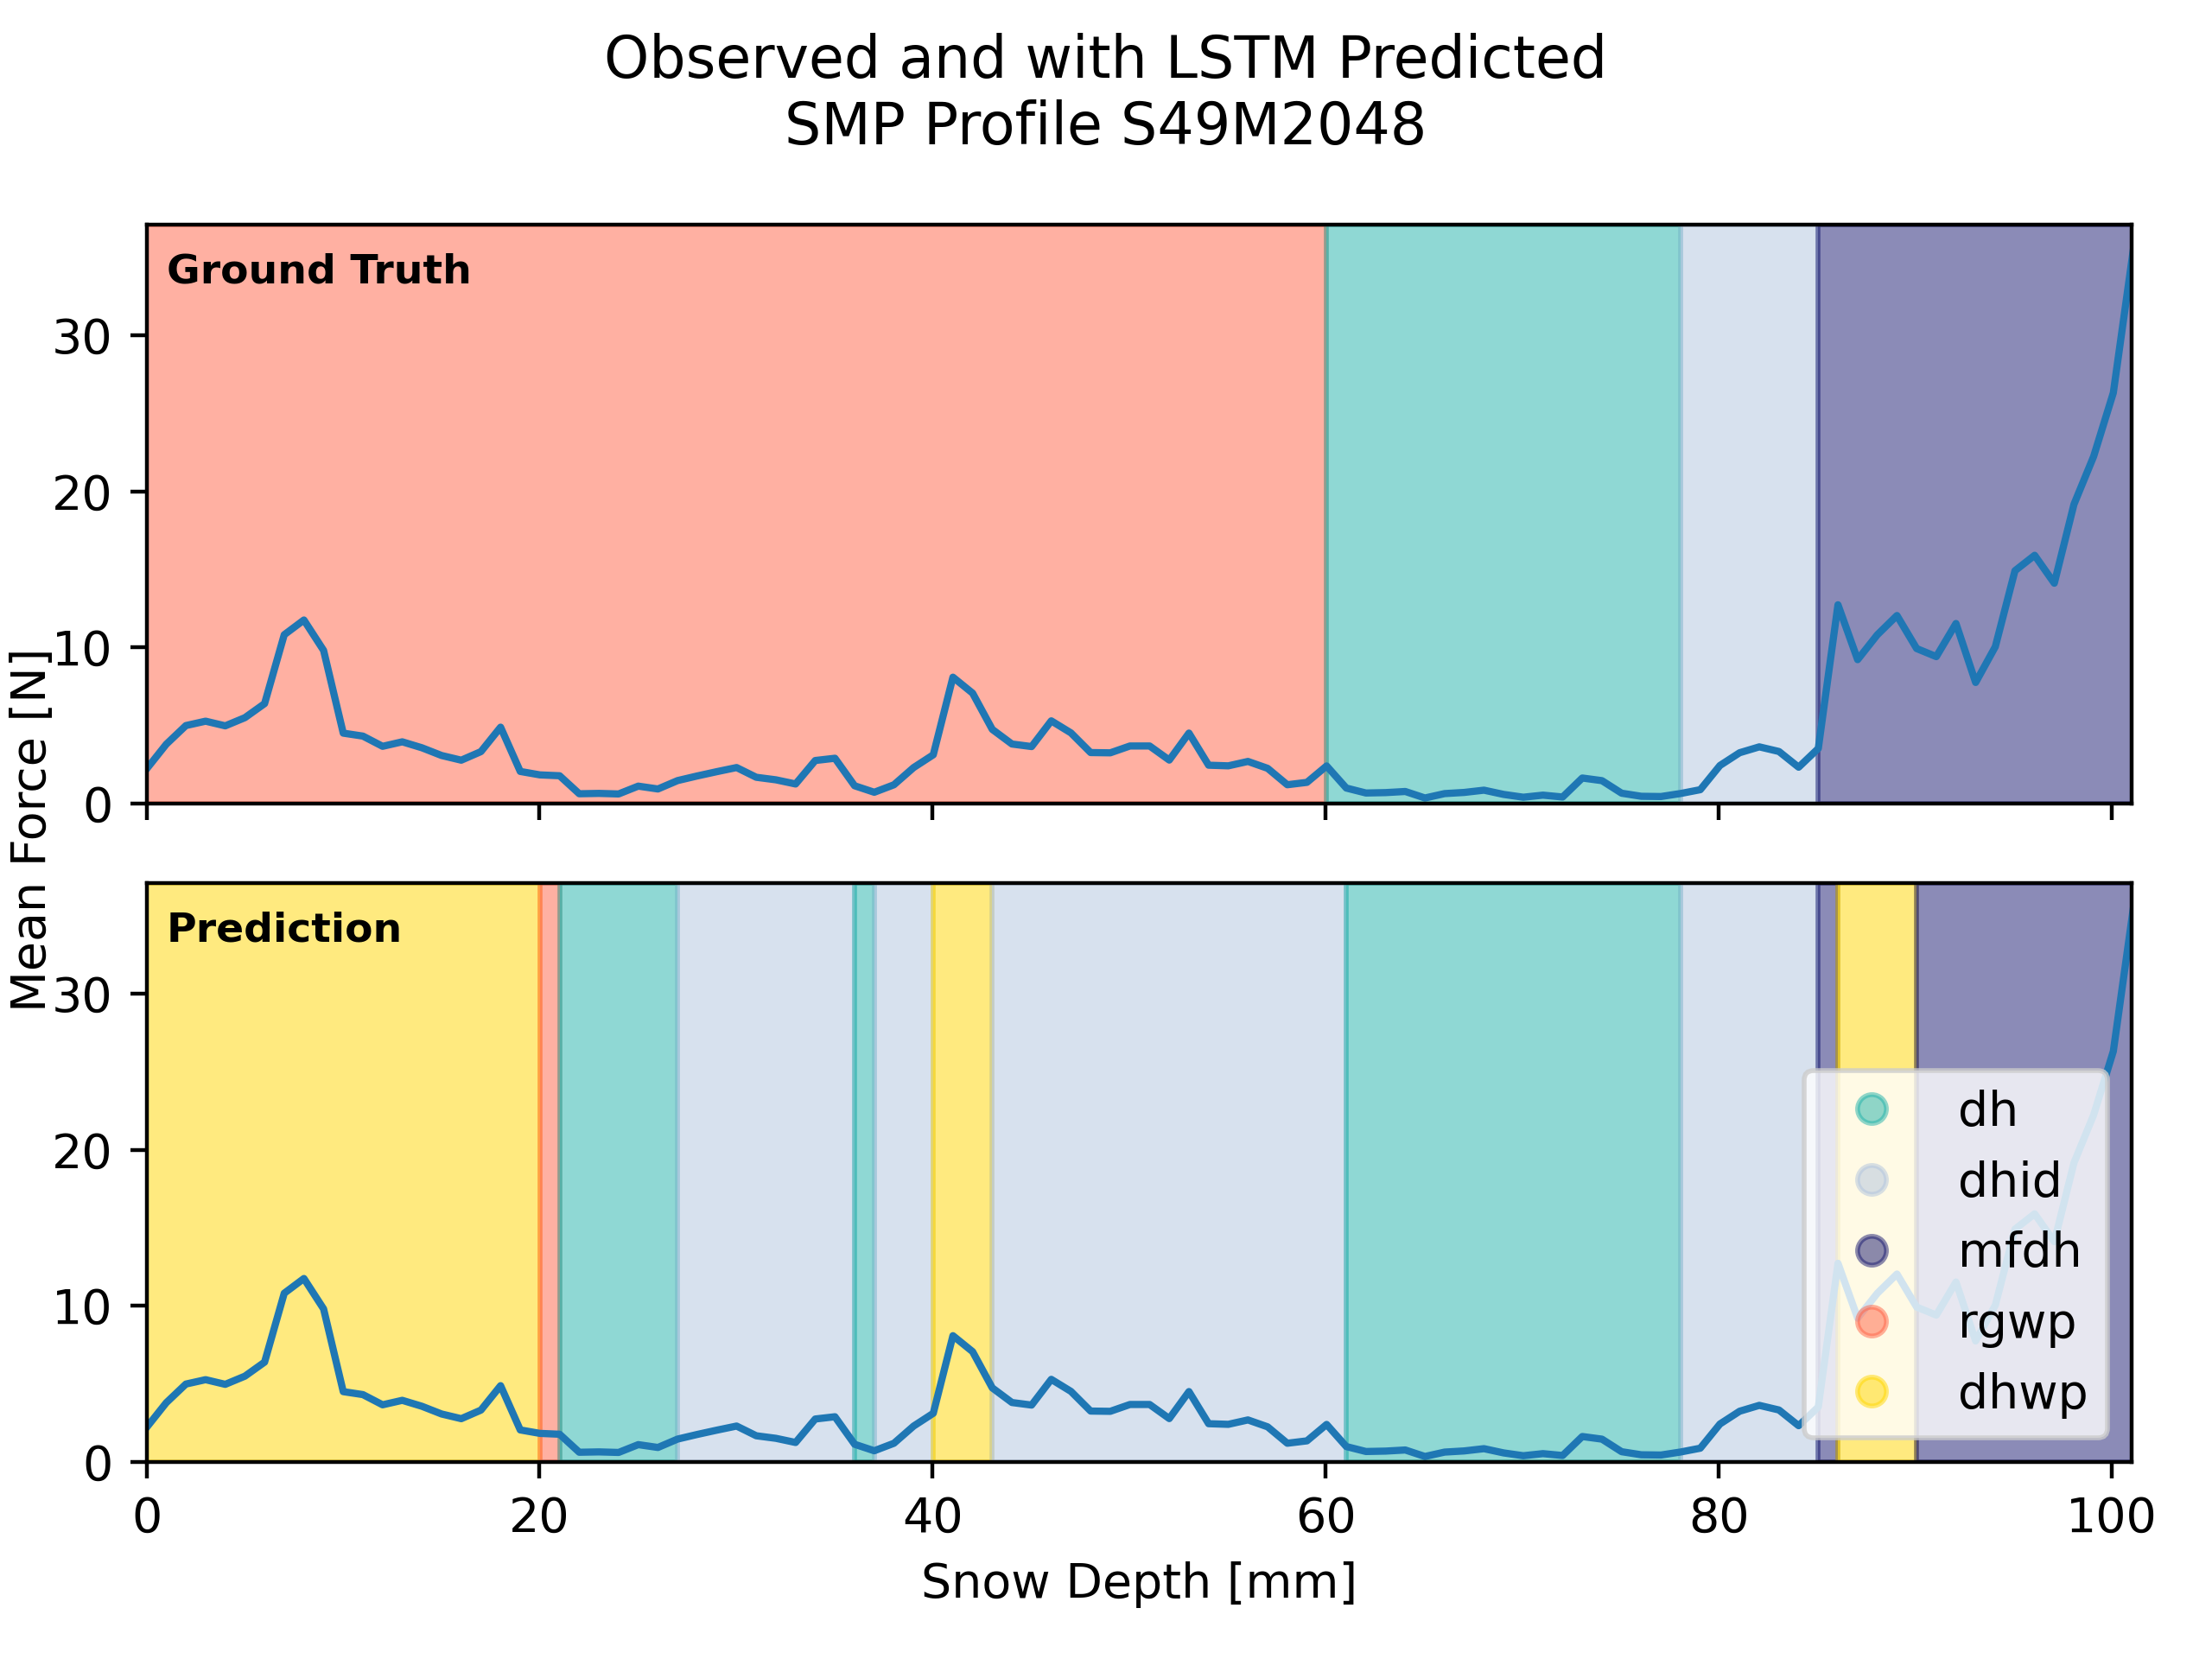 Observed and with LSTM Predicted
SMP Profile S49M2048
Ground Truth
30
20
10
0
Mean Force [N]
Prediction
30
20
10
0
dh
dhid
mfdh
rgwp
dhwp
0 20 40 60 80 100
Snow Depth [mm]